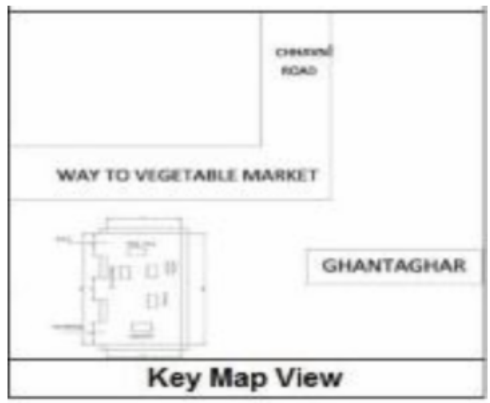 CHHAVNI
ROAD
WAY TO VEGETABLE MARKET
GHANTAGHAR
Key Map View